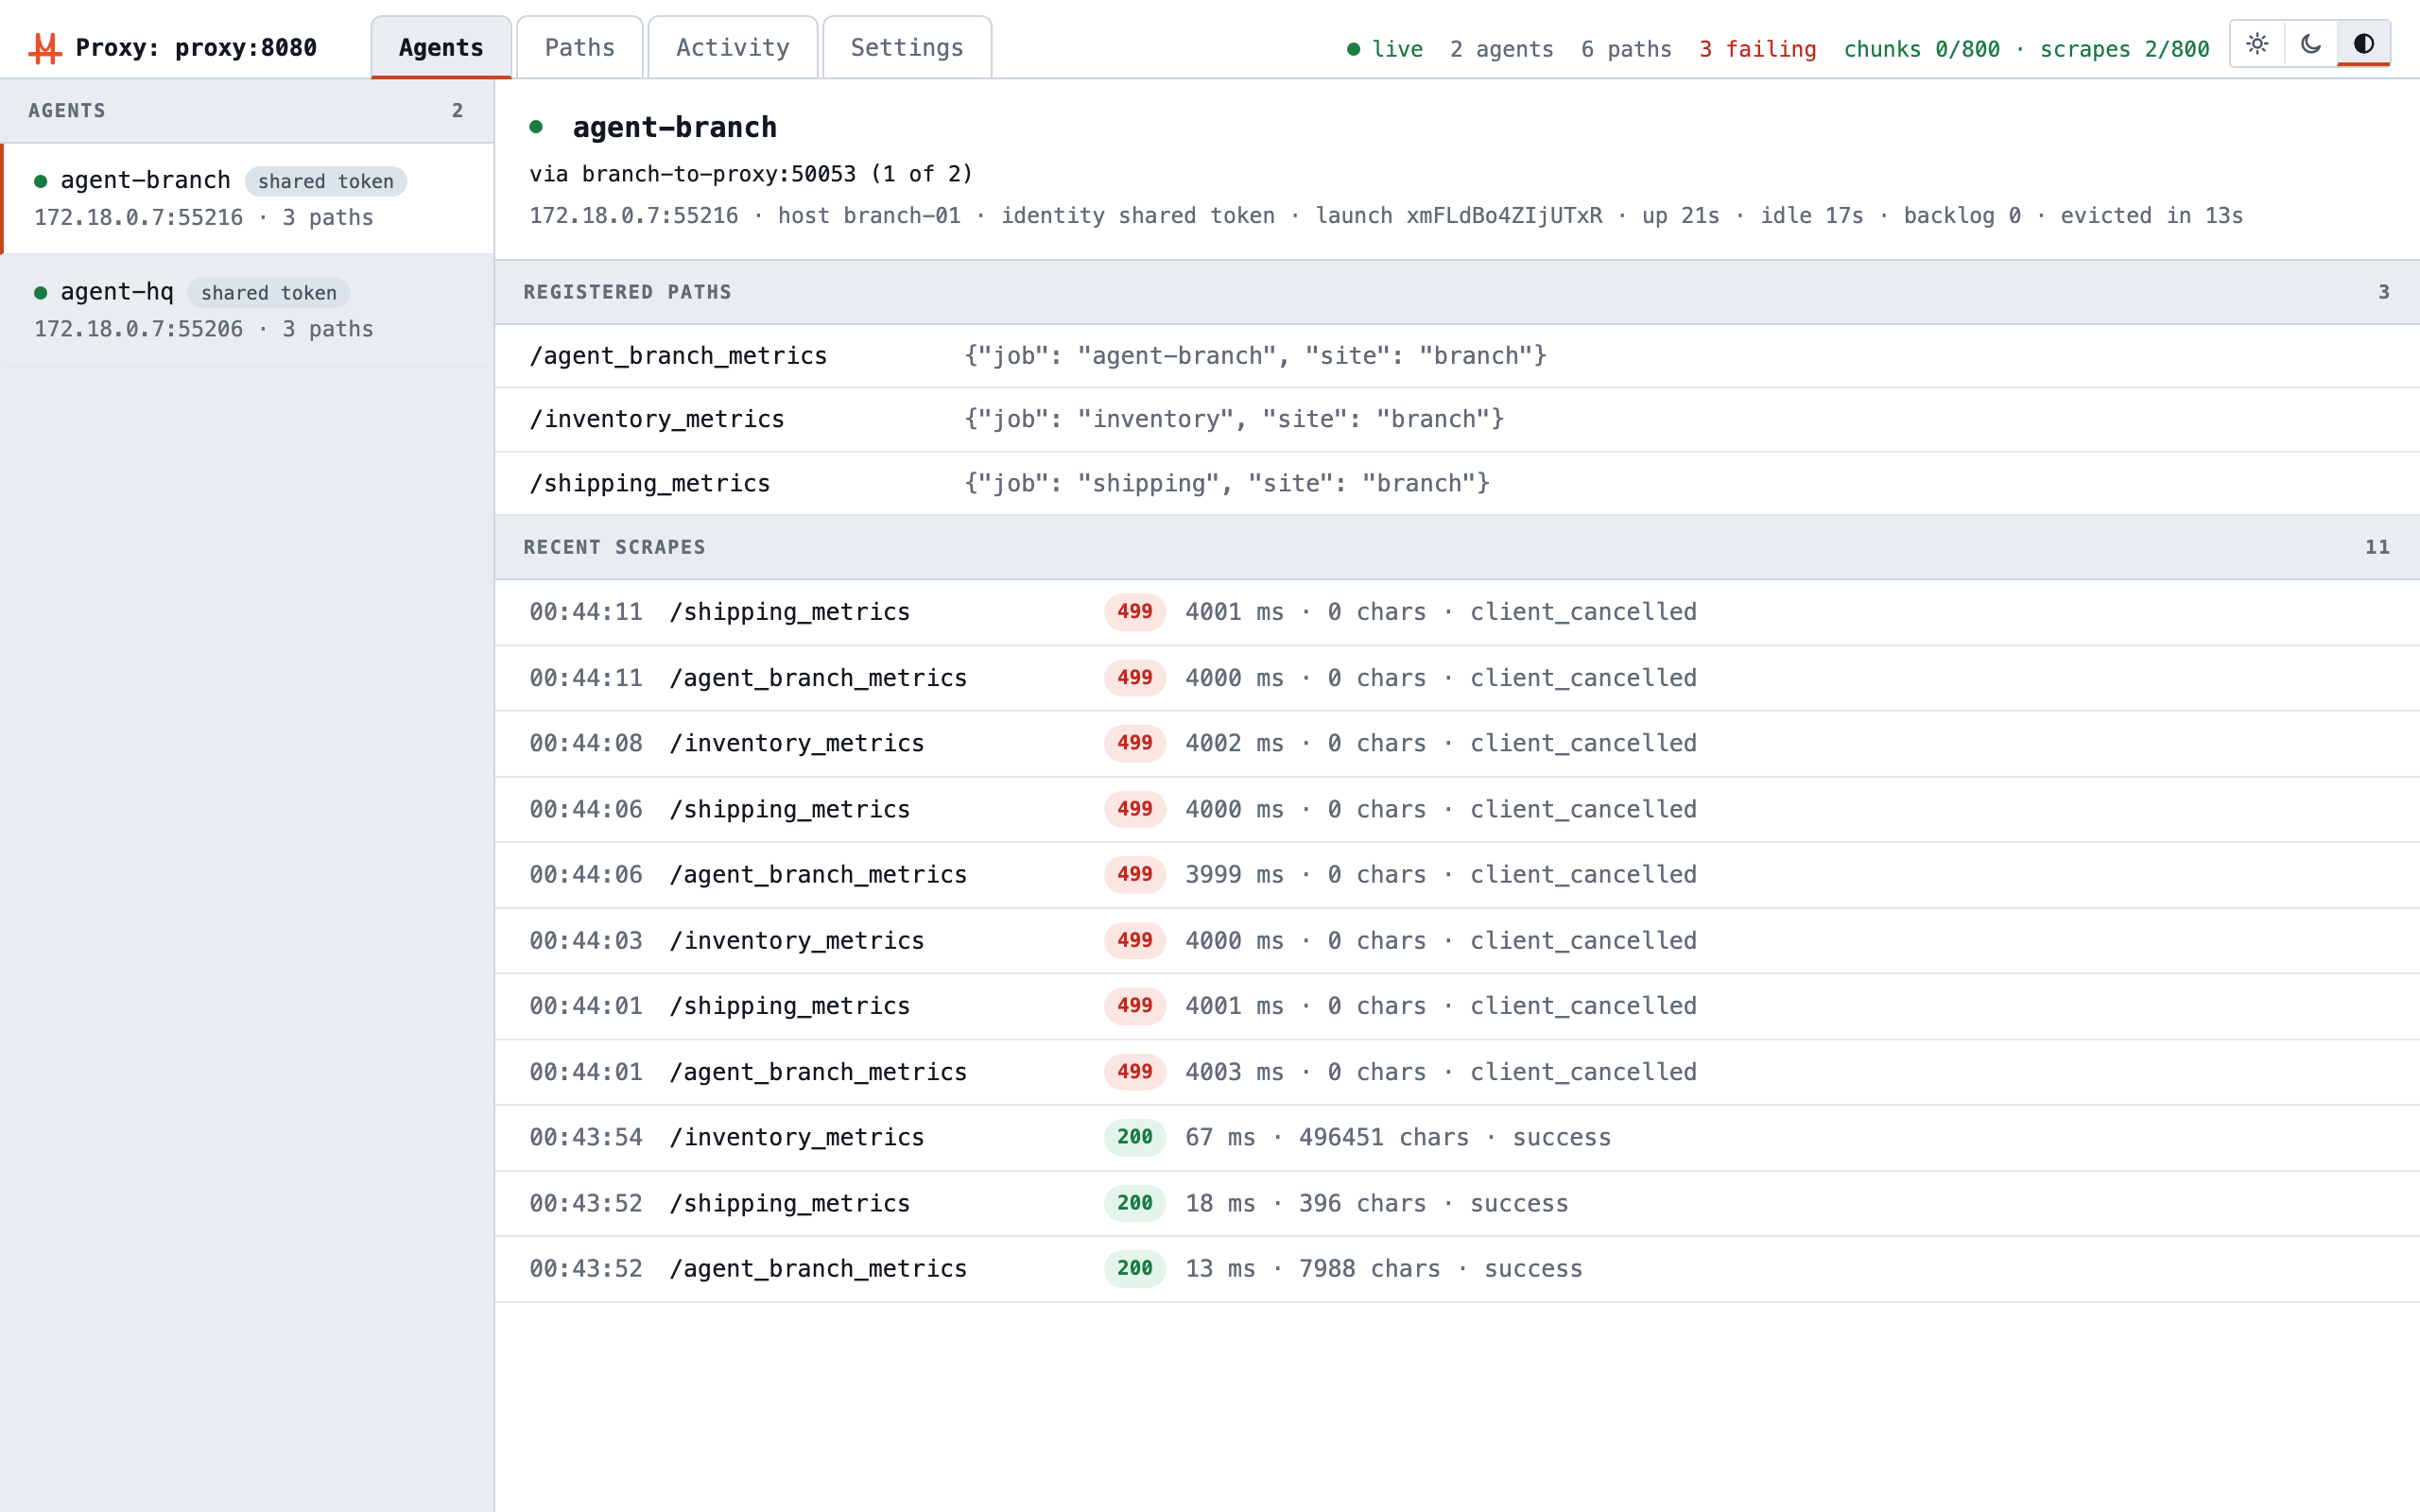 Proxy: proxy:8080 Agents Paths Activity Settings live 2 agents 6 paths 3 failing chunks 0/800 · scrapes 2/800
AGENTS 2
agent-branch shared token
172.18.0.7:55216 · 3 paths
agent-hq shared token
172.18.0.7:55206 · 3 paths
agent-branch
via branch-to-proxy:50053 (1 of 2)
172.18.0.7:55216 · host branch-01 · identity shared token · launch xmFLdBo4ZIjUTxR · up 21s · idle 17s · backlog 0 · evicted in 13s
REGISTERED PATHS 3
/agent_branch_metrics {"job": "agent-branch", "site": "branch"}
/inventory_metrics {"job": "inventory", "site": "branch"}
/shipping_metrics {"job": "shipping", "site": "branch"}
RECENT SCRAPES 11
00:44:11 /shipping_metrics 499 4001 ms · 0 chars · client_cancelled
00:44:11 /agent_branch_metrics 499 4000 ms · 0 chars · client_cancelled
00:44:08 /inventory_metrics 499 4002 ms · 0 chars · client_cancelled
00:44:06 /shipping_metrics 499 4000 ms · 0 chars · client_cancelled
00:44:06 /agent_branch_metrics 499 3999 ms · 0 chars · client_cancelled
00:44:03 /inventory_metrics 499 4000 ms · 0 chars · client_cancelled
00:44:01 /shipping_metrics 499 4001 ms · 0 chars · client_cancelled
00:44:01 /agent_branch_metrics 499 4003 ms · 0 chars · client_cancelled
00:43:54 /inventory_metrics 200 67 ms · 496451 chars · success
00:43:52 /shipping_metrics 200 18 ms · 396 chars · success
00:43:52 /agent_branch_metrics 200 13 ms · 7988 chars · success